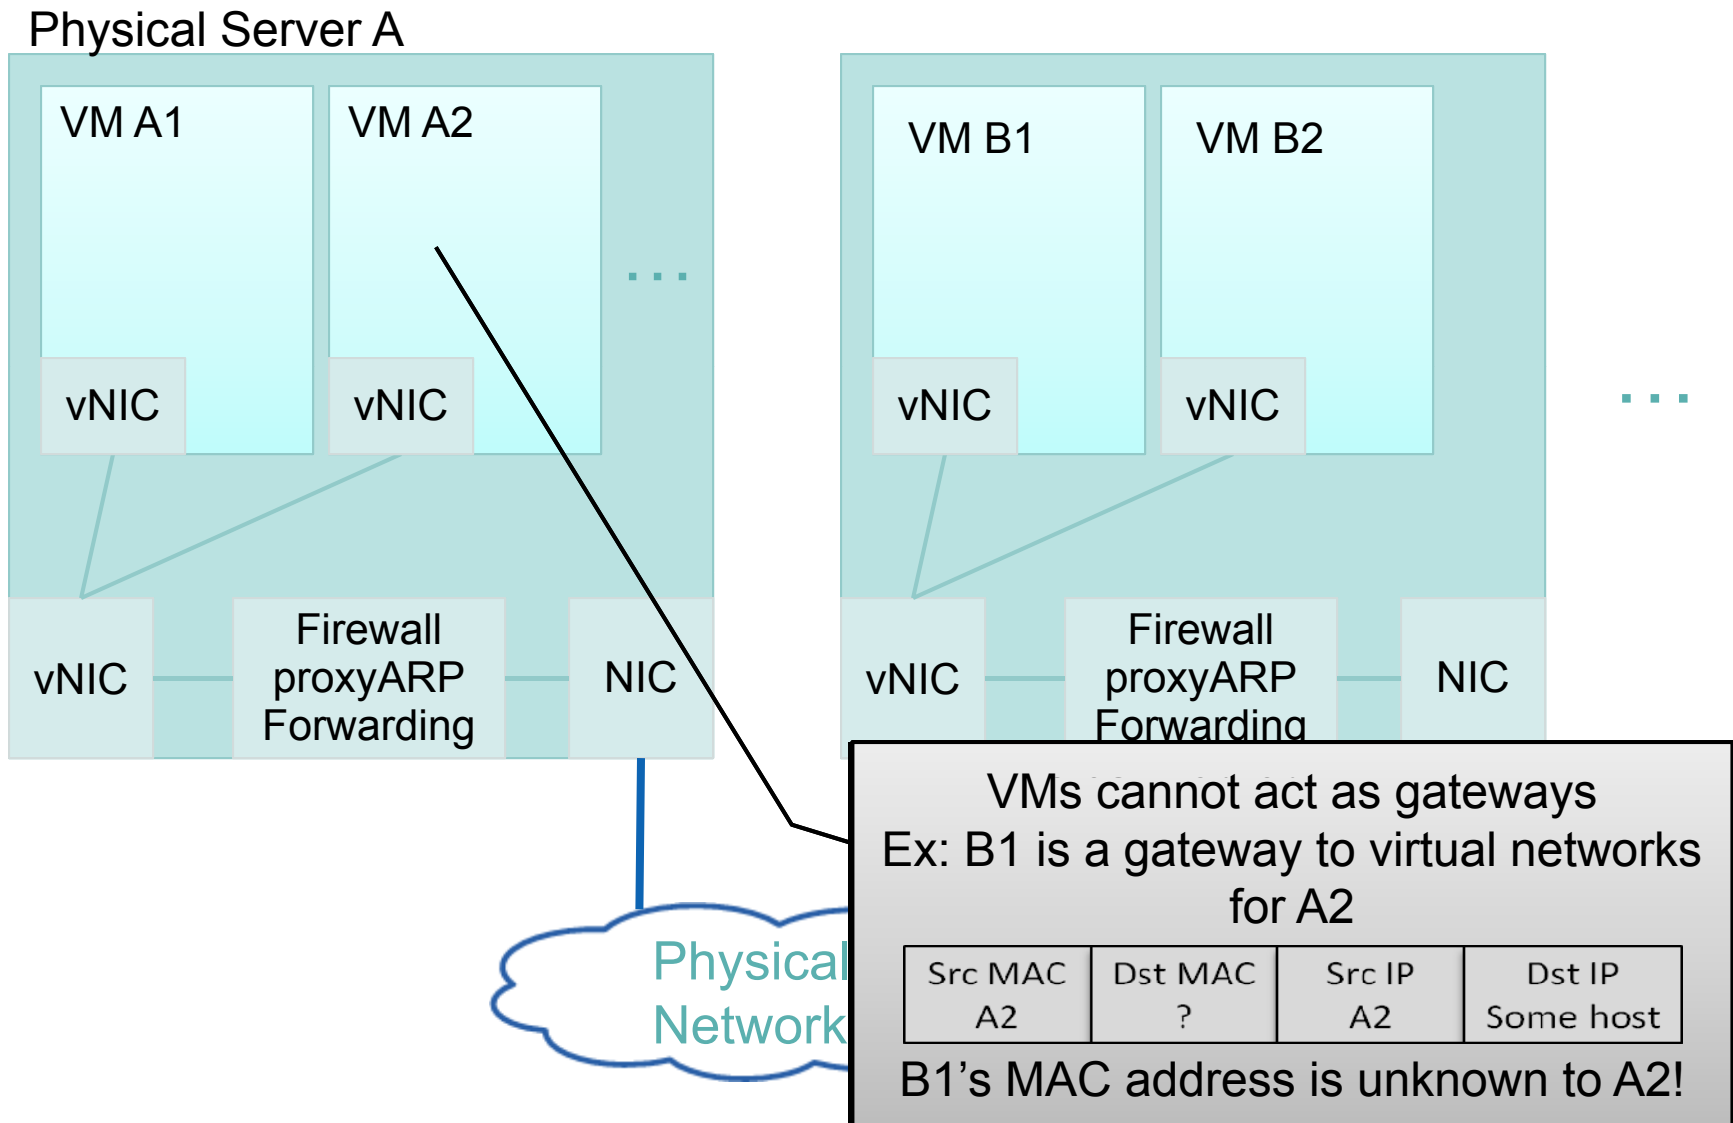 Physical Server A
VM A1
VM A2
VM B1
VM B2
...
...
vNIC
vNIC
vNIC
vNIC
vNIC
Firewall
proxyARP
Forwarding
NIC
vNIC
Firewall
proxyARP
Forwarding
NIC
VMs cannot act as gateways
Ex: B1 is a gateway to virtual networks
for A2
Physical
Network
Src MAC
A2
Dst MAC
?
Src IP
A2
Dst IP
Some host
B1’s MAC address is unknown to A2!